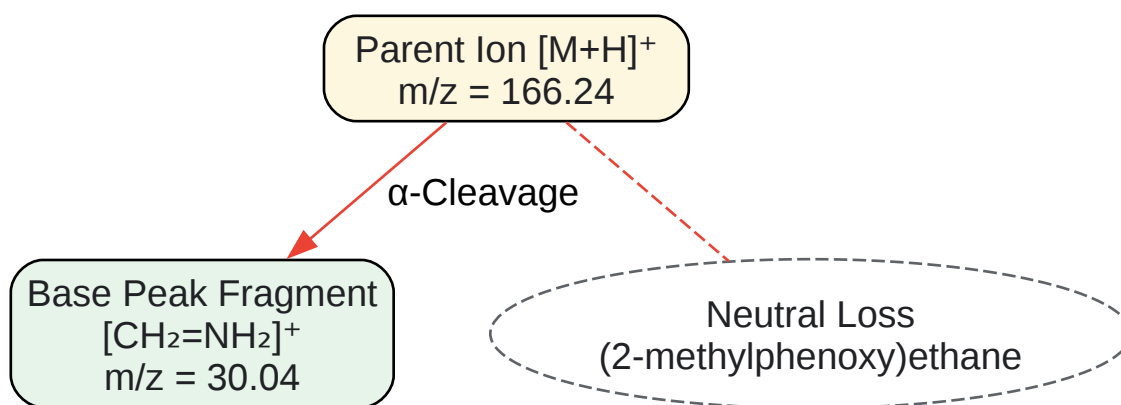 Parent Ion [M+H]⁺
m/z = 166.24
α-Cleavage
Base Peak Fragment
[CH₂=NH₂]⁺
m/z = 30.04
Neutral Loss
(2-methylphenoxy)ethane